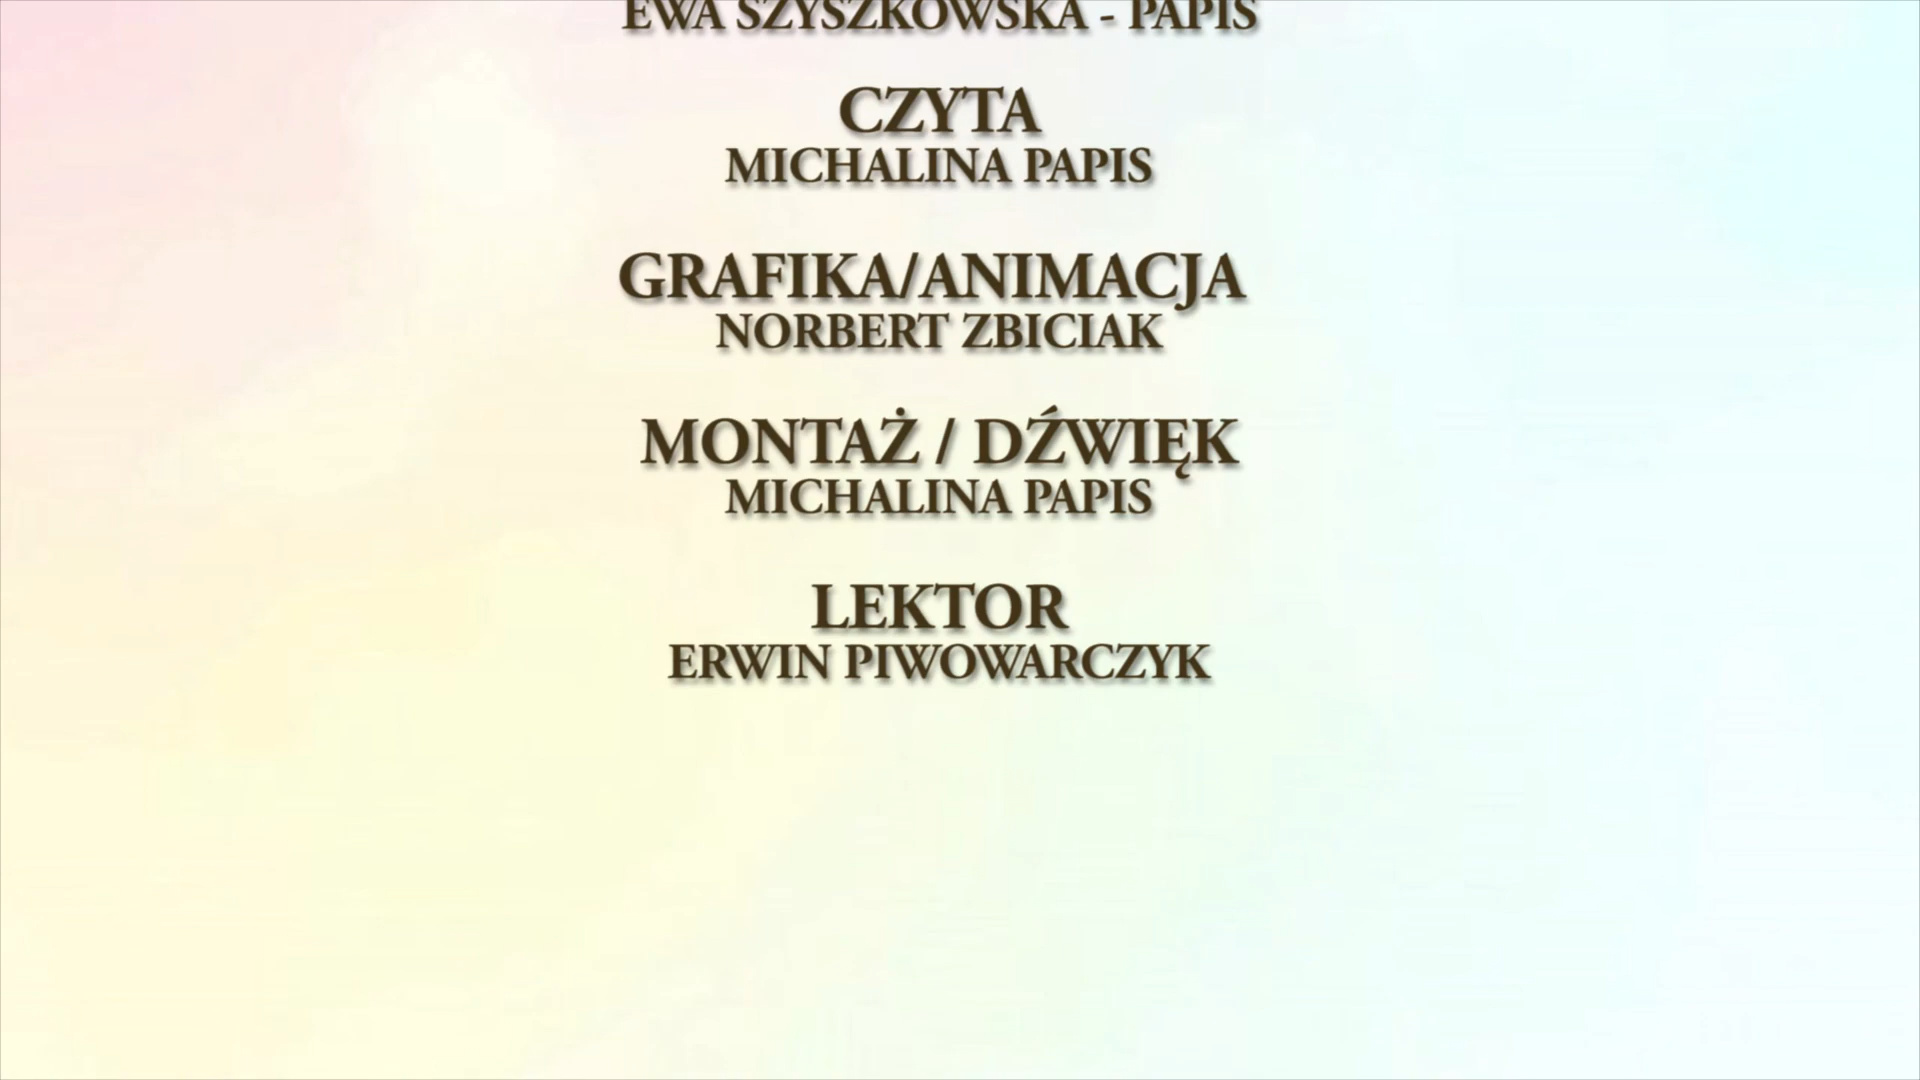 EWA SZYSZKOWSKA - PAPIS
CZYTA
MICHALINA PAPIS
GRAFIKA/ANIMACJA
NORBERT ZBICIAK
MONTAŻ / DŹWIĘK
MICHALINA PAPIS
LEKTOR
ERWIN PIWOWARCZYK